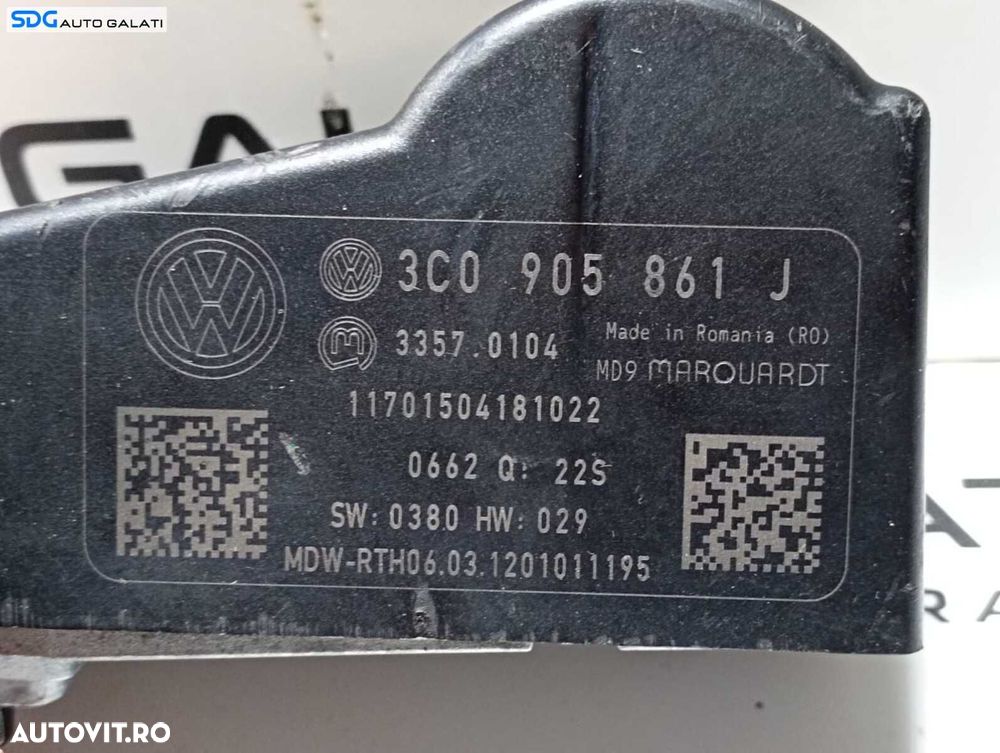 SDG AUTO GALATI
GAL
3C0 905 861 J
3357.0104
Made in Romania (RO)
MD9 MARQUARDT
11701504181022
0662 Q: 22S
SW: 0380 HW: 029
MDW-RTH06.03.1201011195
AUTOVIT.RO